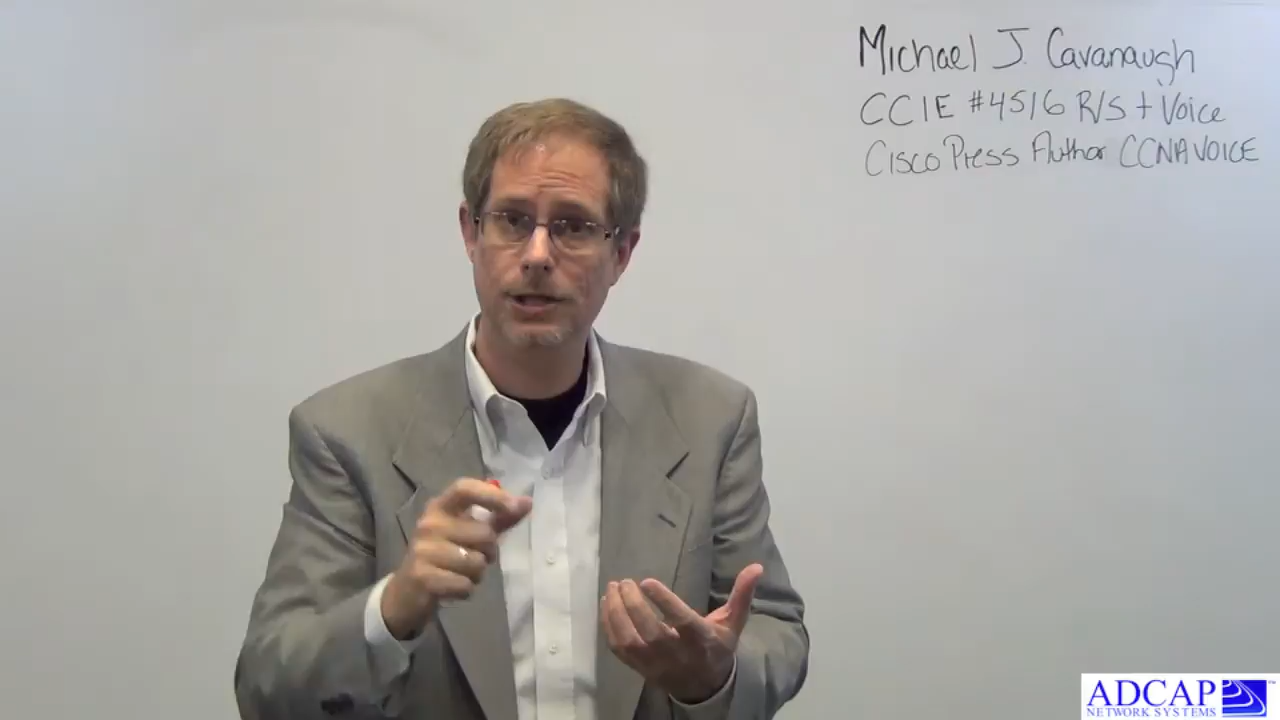 Michael J. Cavanaugh
CCIE #4516 R/S + Voice
Cisco Press Author CCNA VOICE
ADCAP
NETWORK SYSTEMS